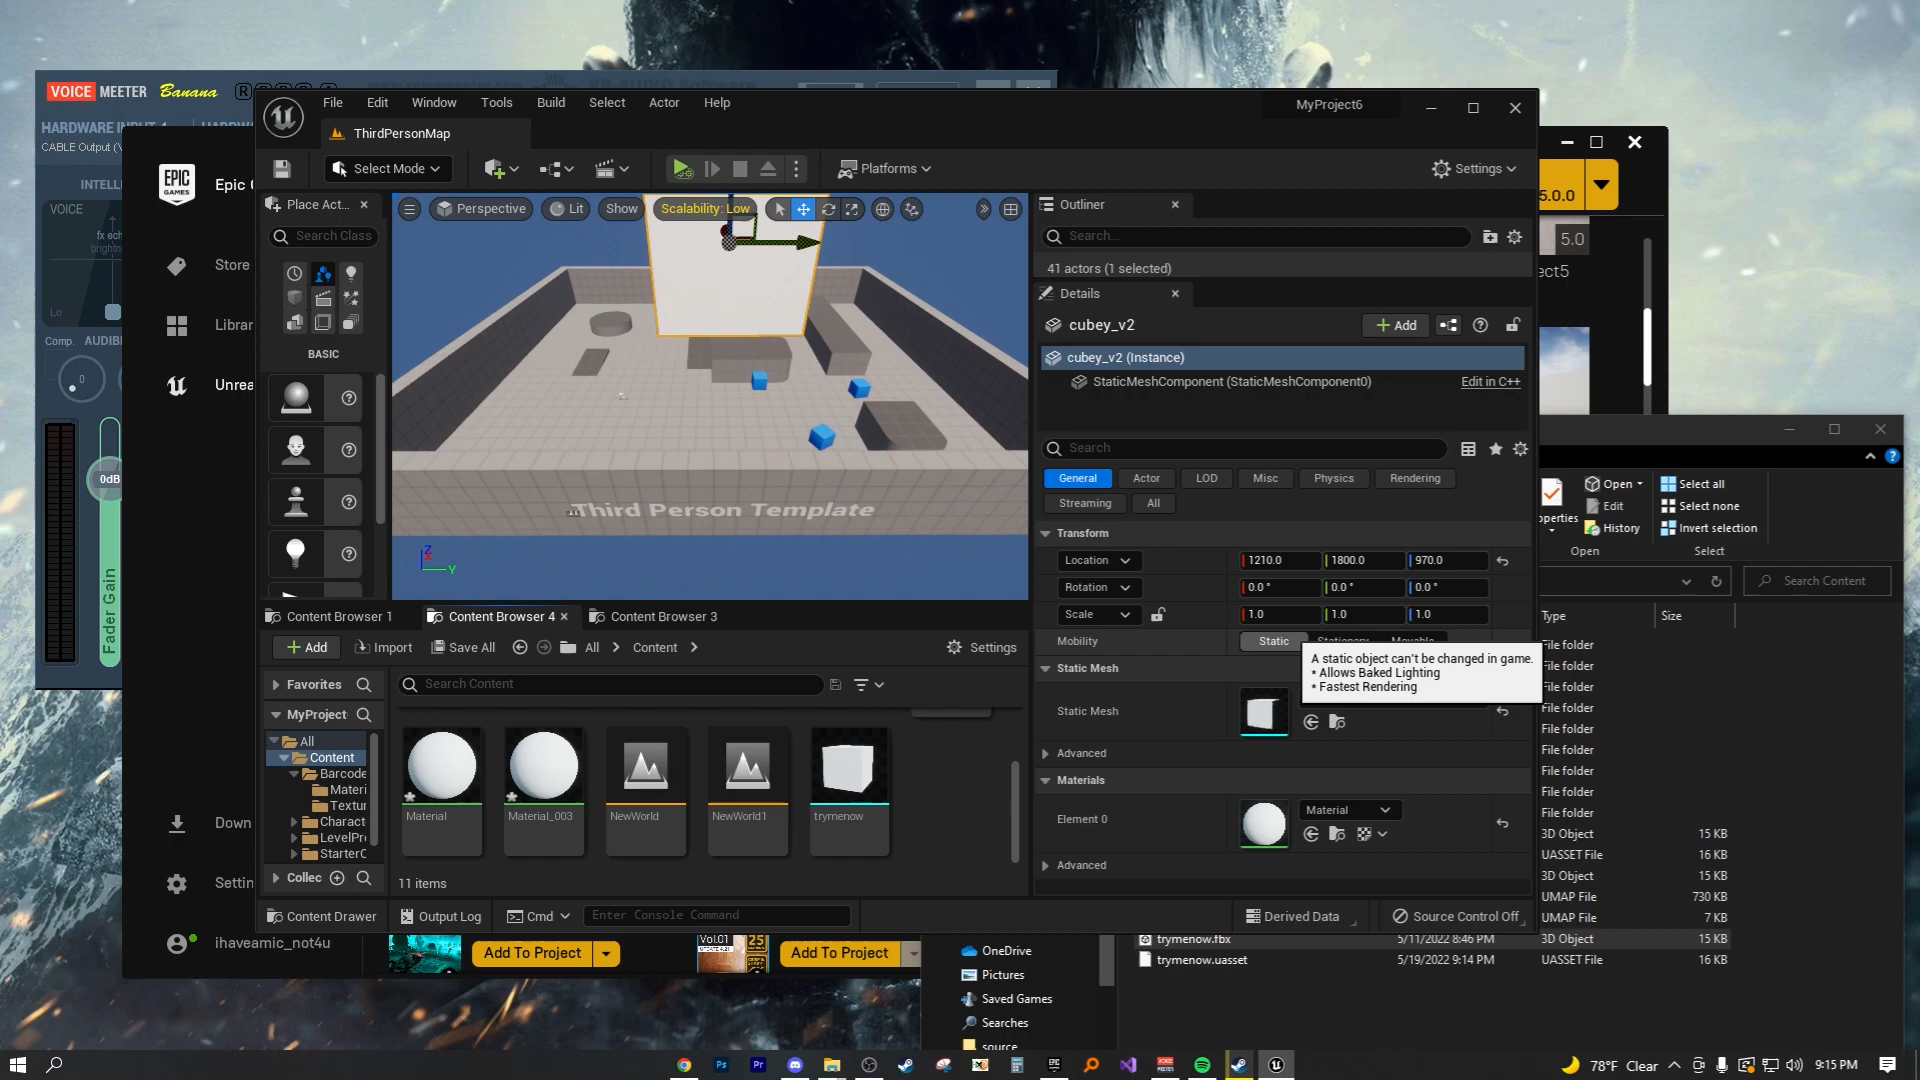 VOICE MEETER Banana
HARDWARE INPUT 1
CABLE Output (V
INTELLI
VOICE
fx ech
brightn
Lo
Comp. AUDIBI
0
0dB
Fader Gain
EPIC GAMES
Epic
Store
Librar
Unrea
Down
Settin
ihaveamic_not4u
File Edit Window Tools Build Select Actor Help
MyProject6
ThirdPersonMap
Select Mode
Platforms
Settings
Place Act...
Search Class
BASIC
Perspective
Lit
Show
Scalability: Low
Third Person Template
Z
Y
Outliner
Search...
41 actors (1 selected)
Details
cubey_v2
+ Add
cubey_v2 (Instance)
StaticMeshComponent (StaticMeshComponent0)
Edit in C++
Search
General Actor LOD Misc Physics Rendering
Streaming All
Transform
Location 1210.0 1800.0 970.0
Rotation 0.0 ° 0.0 ° 0.0 °
Scale 1.0 1.0 1.0
Mobility Static Stationary Movable
A static object can't be changed in game.
* Allows Baked Lighting
* Fastest Rendering
Static Mesh
Static Mesh
Advanced
Materials
Element 0 Material
Advanced
Content Browser 1 Content Browser 4 Content Browser 3
+ Add Import Save All All Content Settings
Favorites
Search Content
MyProject
All
Content
Barcode
Materi
Textur
Charact
LevelPr
StarterC
Collec
Material
Material_003
NewWorld
NewWorld1
trymenow
11 items
Content Drawer Output Log Cmd Enter Console Command
Derived Data Source Control Off
Add To Project
Vol.01
25
Add To Project
5.0.0
5.0
ect5
Open
Select all
Edit
Select none
operties
History
Invert selection
Open
Select
Search Content
Type Size
File folder
File folder
File folder
File folder
File folder
File folder
File folder
File folder
File folder
3D Object 15 KB
UASSET File 16 KB
3D Object 15 KB
UMAP File 730 KB
UMAP File 7 KB
trymenow.fbx 5/11/2022 8:46 PM 3D Object 15 KB
trymenow.uasset 5/19/2022 9:14 PM UASSET File 16 KB
OneDrive
Pictures
Saved Games
Searches
source
Ps
Pr
78°F Clear
9:15 PM